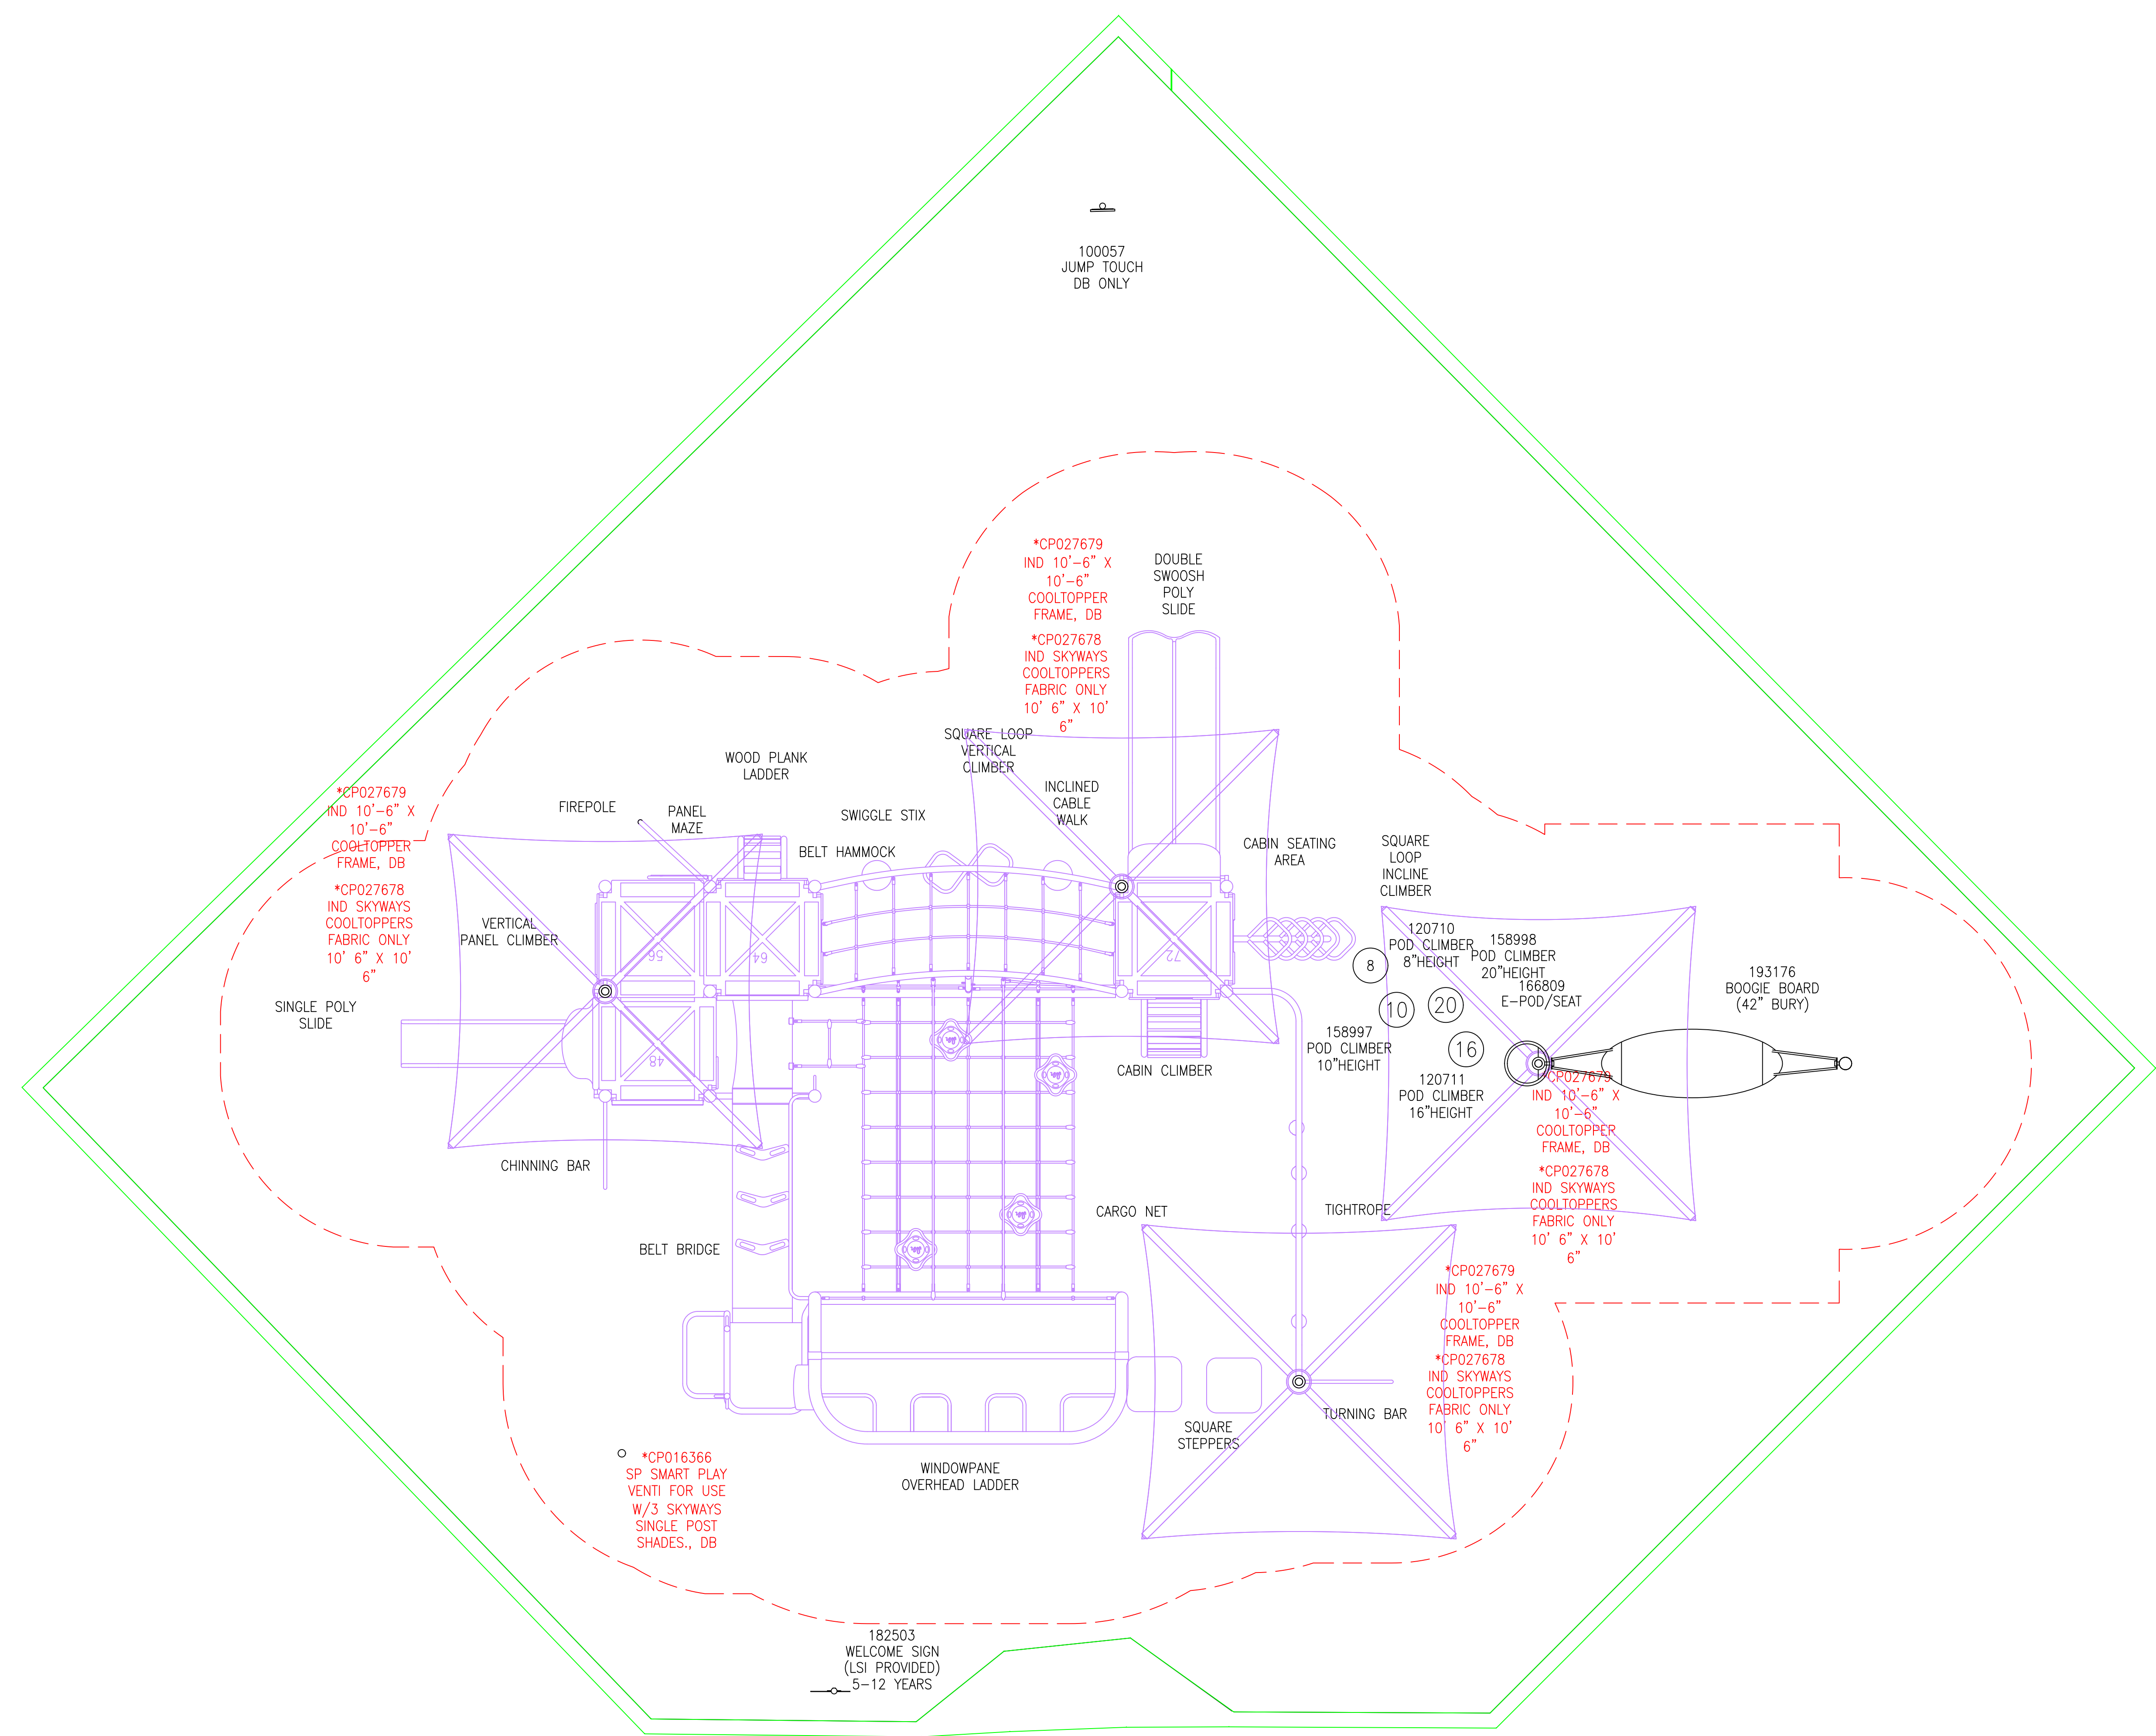 100057
JUMP TOUCH
DB ONLY
*CP027679
IND 10'-6" X
10'-6"
COOLTOPPER
FRAME, DB
*CP027678
IND SKYWAYS
COOLTOPPERS
FABRIC ONLY
10' 6" X 10'
6"
DOUBLE
SWOOSH
POLY
SLIDE
SQUARE LOOP
VERTICAL
CLIMBER
WOOD PLANK
LADDER
INCLINED
CABLE
WALK
*CP027679
IND 10'-6" X
10'-6"
COOLTOPPER
FRAME, DB
*CP027678
IND SKYWAYS
COOLTOPPERS
FABRIC ONLY
10' 6" X 10'
6"
FIREPOLE
PANEL
MAZE
SWIGGLE STIX
BELT HAMMOCK
CABIN SEATING
AREA
SQUARE
LOOP
INCLINE
CLIMBER
VERTICAL
PANEL CLIMBER
56
64
72
48
SINGLE POLY
SLIDE
120710
POD CLIMBER
8"HEIGHT
158998
POD CLIMBER
20"HEIGHT
166809
E-POD/SEAT
193176
BOOGIE BOARD
(42" BURY)
8
10
20
16
158997
POD CLIMBER
10"HEIGHT
120711
POD CLIMBER
16"HEIGHT
CABIN CLIMBER
*CP027679
IND 10'-6" X
10'-6"
COOLTOPPER
FRAME, DB
*CP027678
IND SKYWAYS
COOLTOPPERS
FABRIC ONLY
10' 6" X 10'
6"
CHINNING BAR
CARGO NET
TIGHTROPE
BELT BRIDGE
*CP027679
IND 10'-6" X
10'-6"
COOLTOPPER
FRAME, DB
*CP027678
IND SKYWAYS
COOLTOPPERS
FABRIC ONLY
10' 6" X 10'
6"
TURNING BAR
SQUARE
STEPPERS
WINDOWPANE
OVERHEAD LADDER
*CP016366
SP SMART PLAY
VENTI FOR USE
W/3 SKYWAYS
SINGLE POST
SHADES., DB
182503
WELCOME SIGN
(LSI PROVIDED)
5-12 YEARS